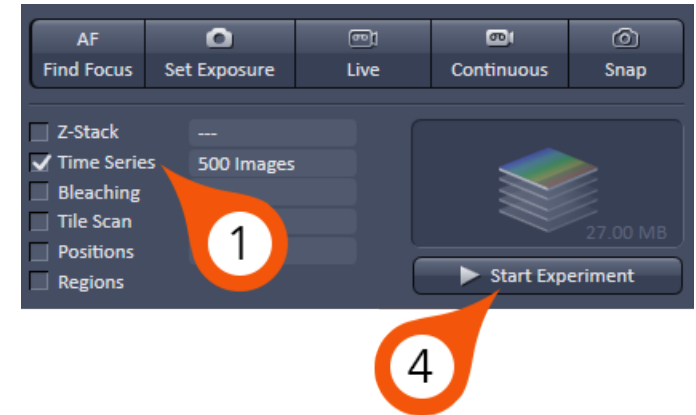 AF
Find Focus
Set Exposure
Live
Continuous
Snap
Z-Stack
---
Time Series
500 Images
Bleaching
Tile Scan
Positions
Regions
1
27.00 MB
Start Experiment
4